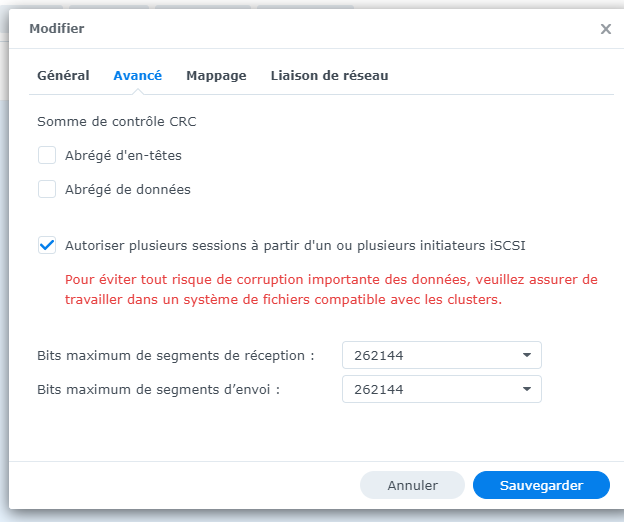 Modifier
Général Avancé Mappage Liaison de réseau
Somme de contrôle CRC
Abrégé d'en-têtes
Abrégé de données
Autoriser plusieurs sessions à partir d'un ou plusieurs initiateurs iSCSI
Pour éviter tout risque de corruption importante des données, veuillez assurer de
travailler dans un système de fichiers compatible avec les clusters.
Bits maximum de segments de réception : 262144
Bits maximum de segments d’envoi : 262144
Annuler Sauvegarder